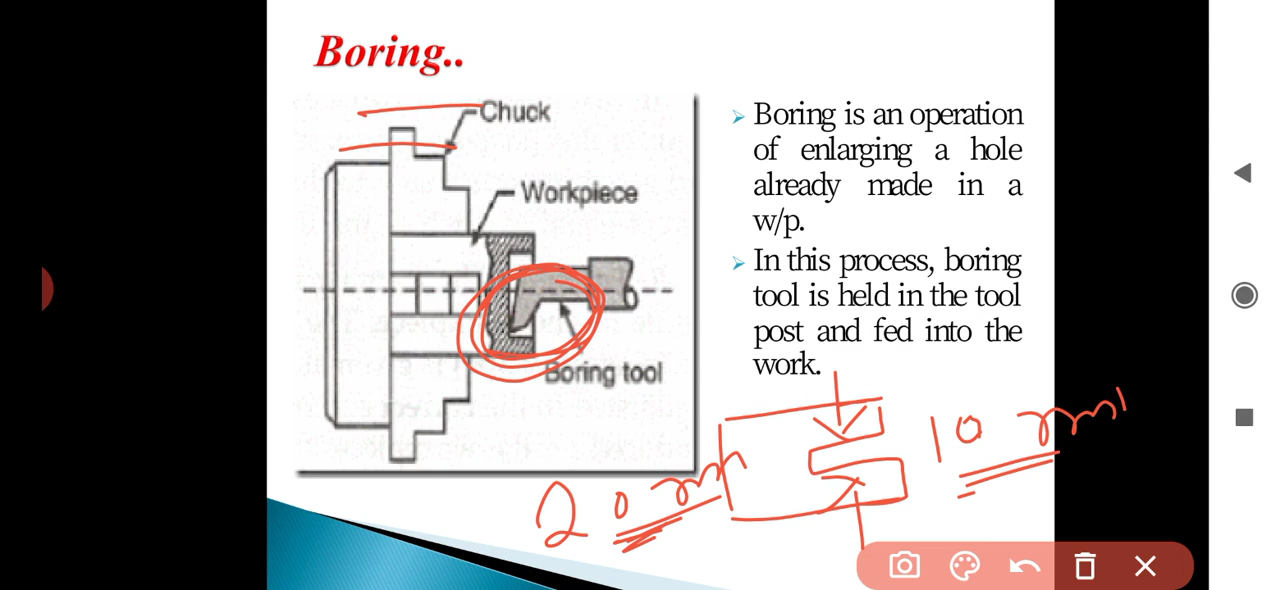 Boring..
Chuck
Workpiece
Boring tool
➢ Boring is an operation
of enlarging a hole
already made in a
w/p.
➢ In this process, boring
tool is held in the tool
post and fed into the
work.
10 mm
20 mm